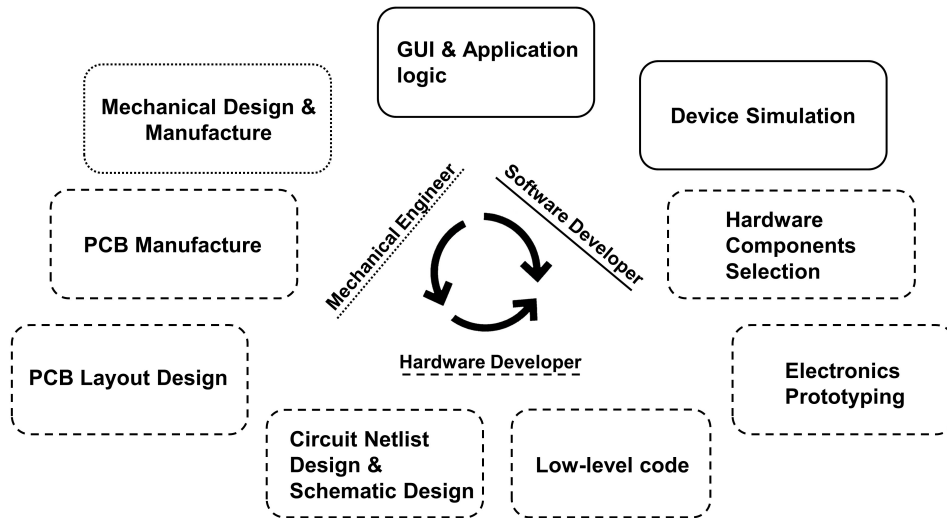 GUI & Application
logic
Mechanical Design &
Manufacture
Device Simulation
Mechanical Engineer
Software Developer
PCB Manufacture
Hardware
Components
Selection
Hardware Developer
PCB Layout Design
Electronics
Prototyping
Circuit Netlist
Design &
Schematic Design
Low-level code